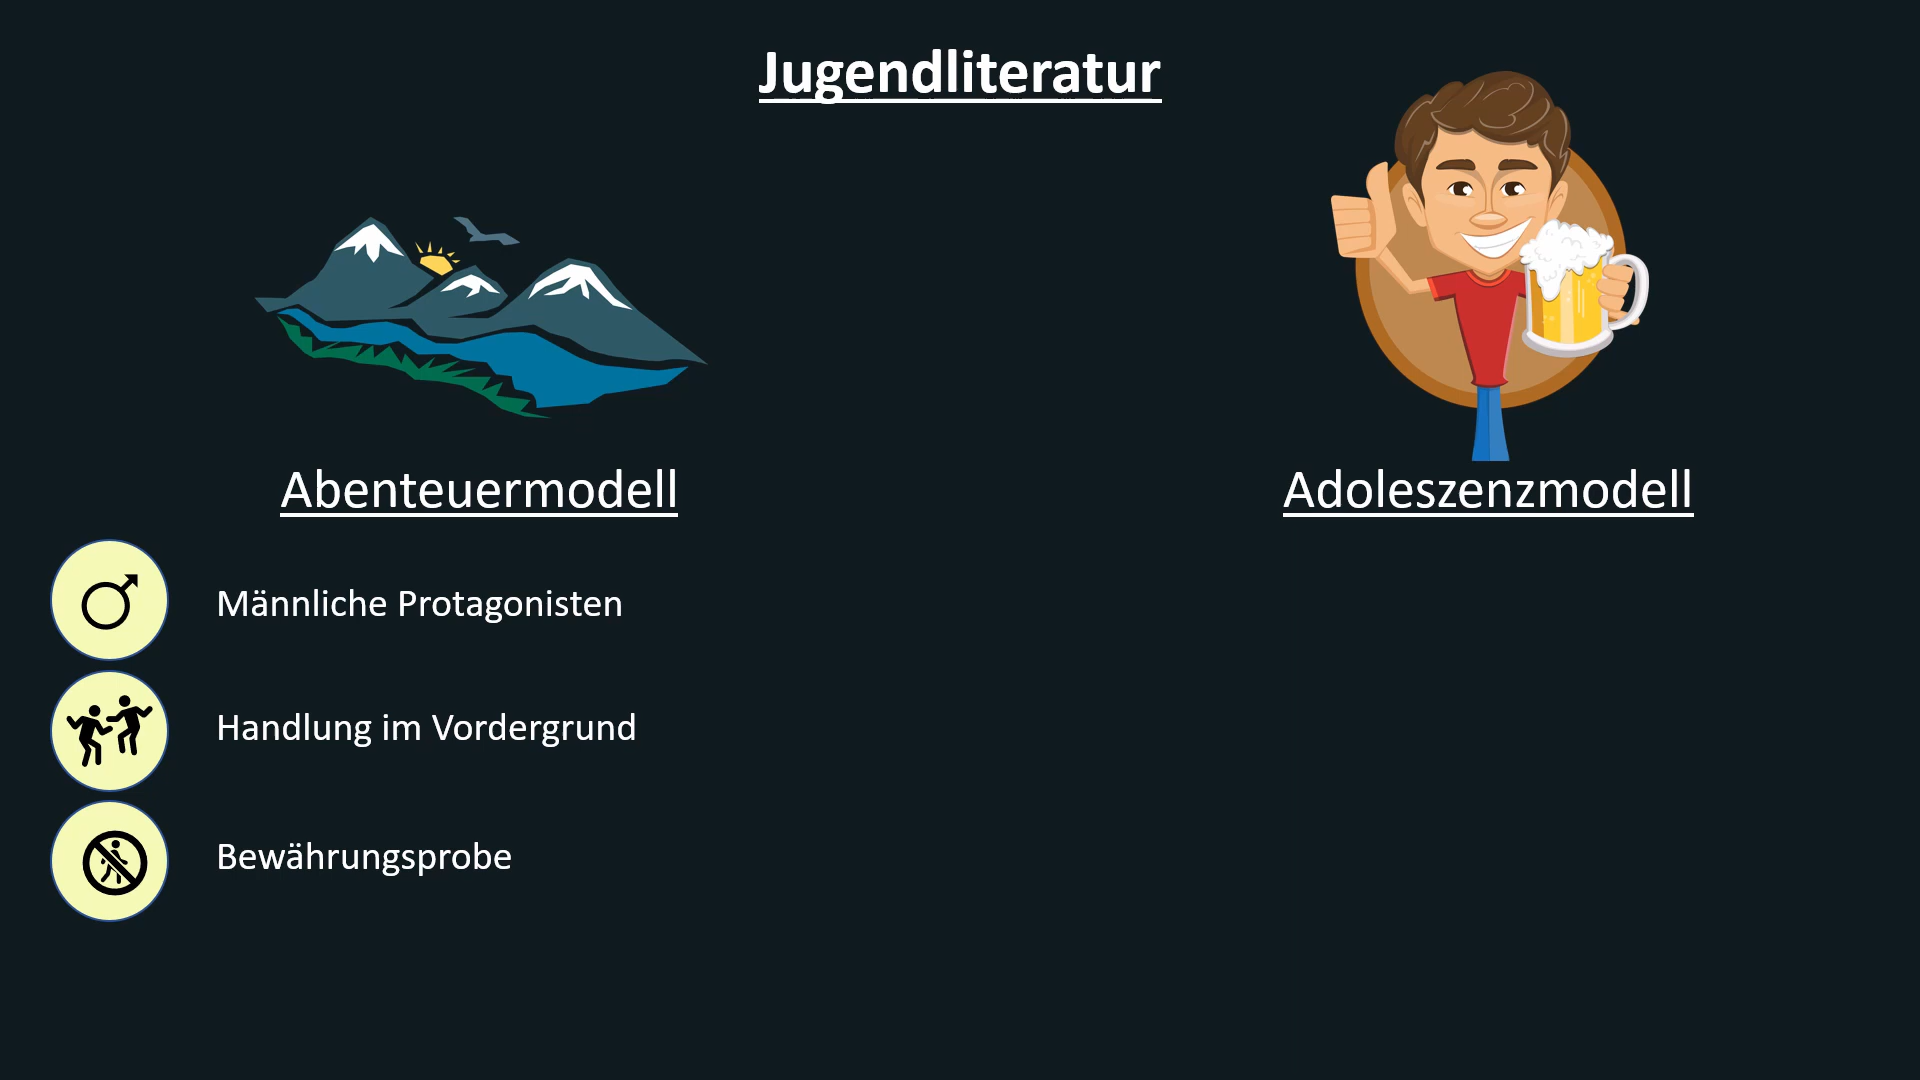 Jugendliteratur
Abenteuermodell
Adoleszenzmodell
Männliche Protagonisten
Handlung im Vordergrund
Bewährungsprobe